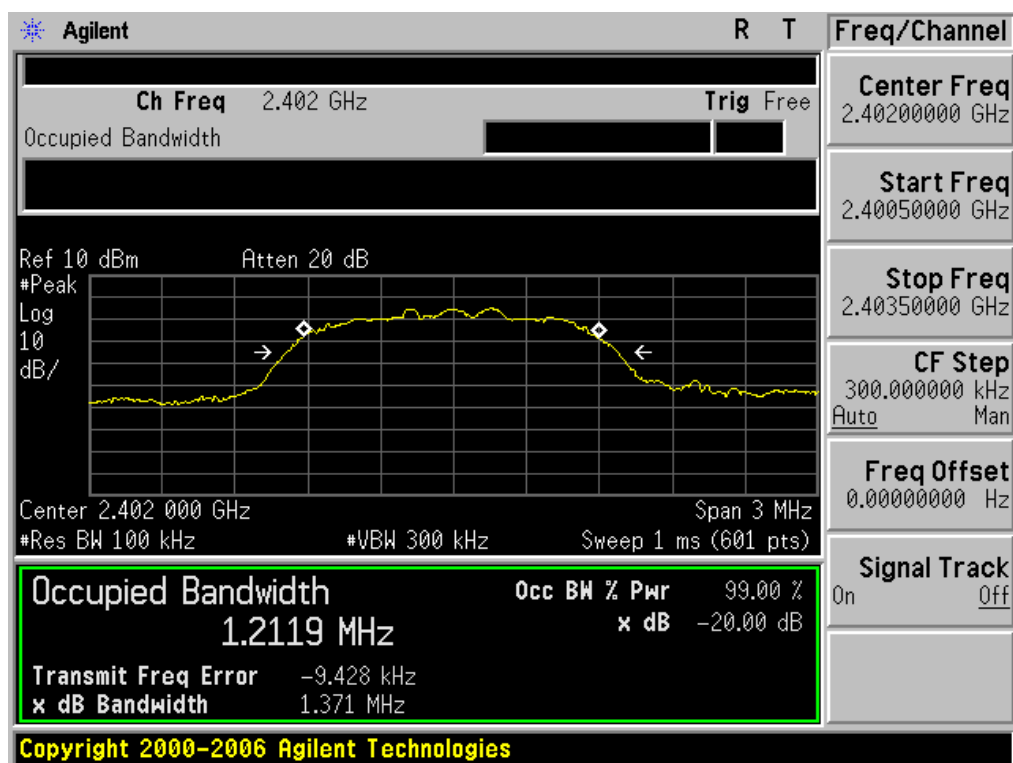 Agilent R T
Ch Freq 2.402 GHz Trig Free
Occupied Bandwidth
Ref 10 dBm Atten 20 dB
#Peak
Log
10
dB/
Center 2.402 000 GHz Span 3 MHz
#Res BW 100 kHz #VBW 300 kHz Sweep 1 ms (601 pts)
Occupied Bandwidth
1.2119 MHz
Occ BW % Pwr 99.00 %
x dB -20.00 dB
Transmit Freq Error -9.428 kHz
x dB Bandwidth 1.371 MHz
Copyright 2000-2006 Agilent Technologies
Freq/Channel
Center Freq
2.40200000 GHz
Start Freq
2.40050000 GHz
Stop Freq
2.40350000 GHz
CF Step
300.000000 kHz
Auto Man
Freq Offset
0.00000000 Hz
Signal Track
On Off